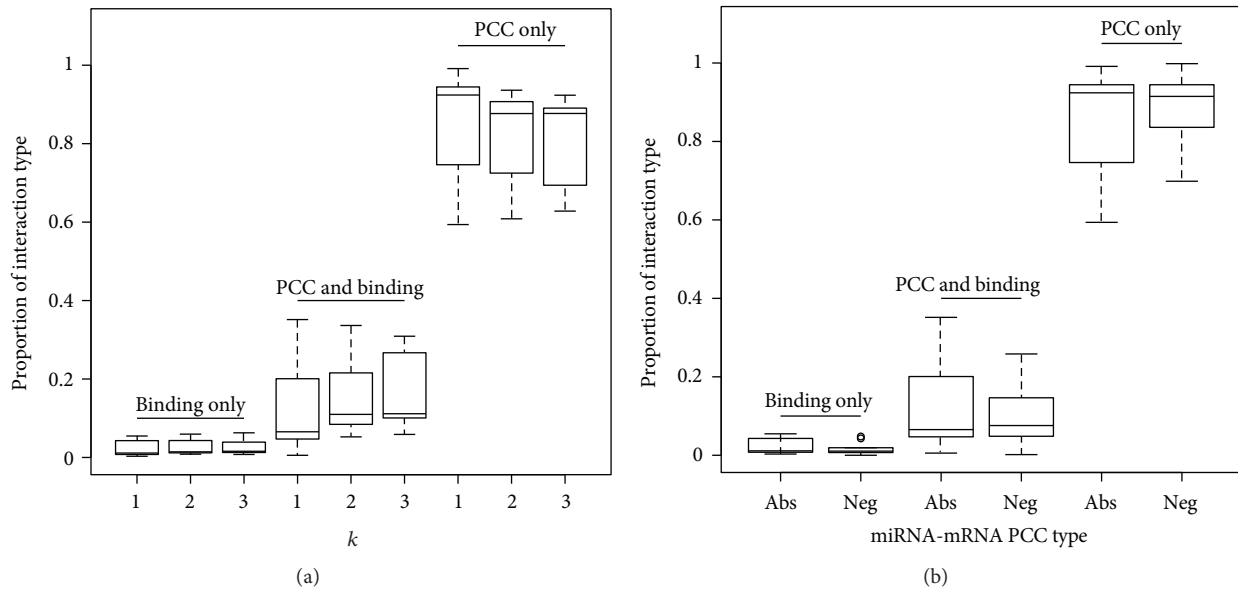 PCC only
1
0.8
0.6
0.4
0.2
0
Proportion of interaction type
PCC and binding
Binding only
1 2 3 1 2 3 1 2 3
k
(a)
PCC only
1
0.8
0.6
0.4
0.2
0
Proportion of interaction type
PCC and binding
Binding only
Abs Neg Abs Neg Abs Neg
miRNA-mRNA PCC type
(b)